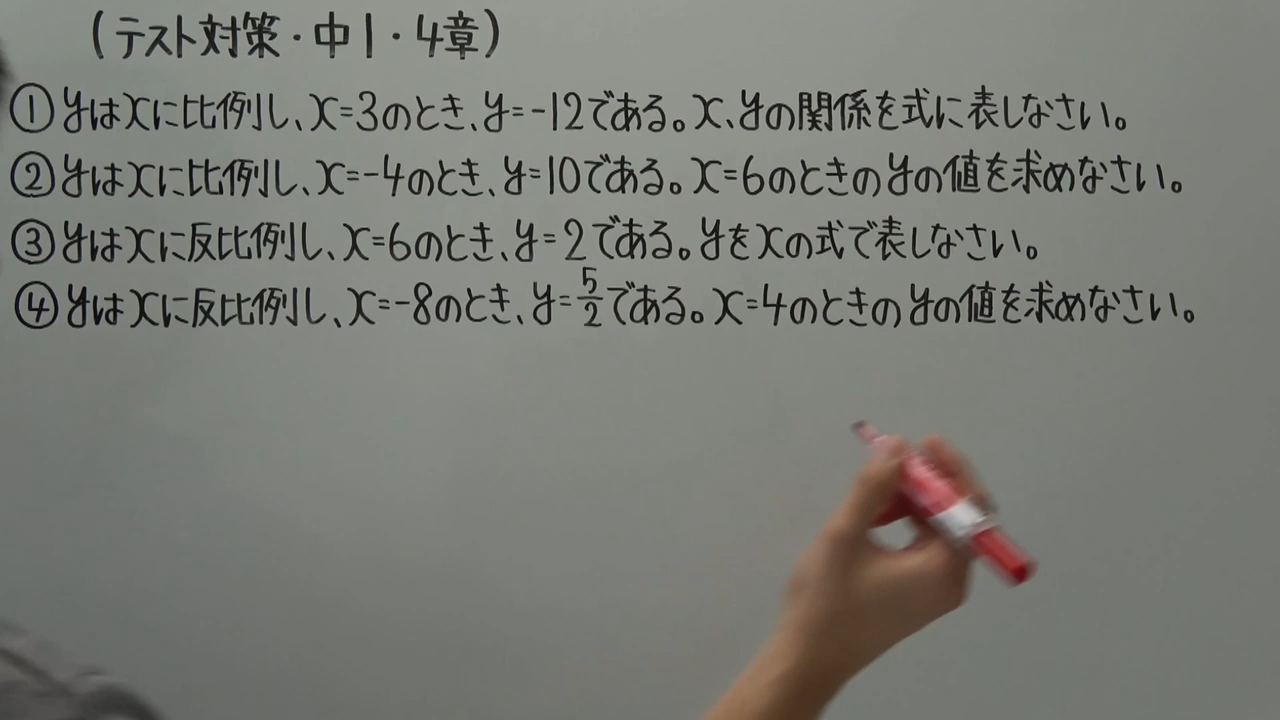 (テスト対策・中1・4章)
①yはxに比例し、x=3のとき、y=-12である。x、yの関係を式に表しなさい。
②yはxに比例し、x=-4のとき、y=10である。x=6のときのyの値を求めなさい。
③yはxに反比例し、x=6のとき、y=2である。yをxの式で表しなさい。
④yはxに反比例し、x=-8のとき、y=5/2である。x=4のときのyの値を求めなさい。